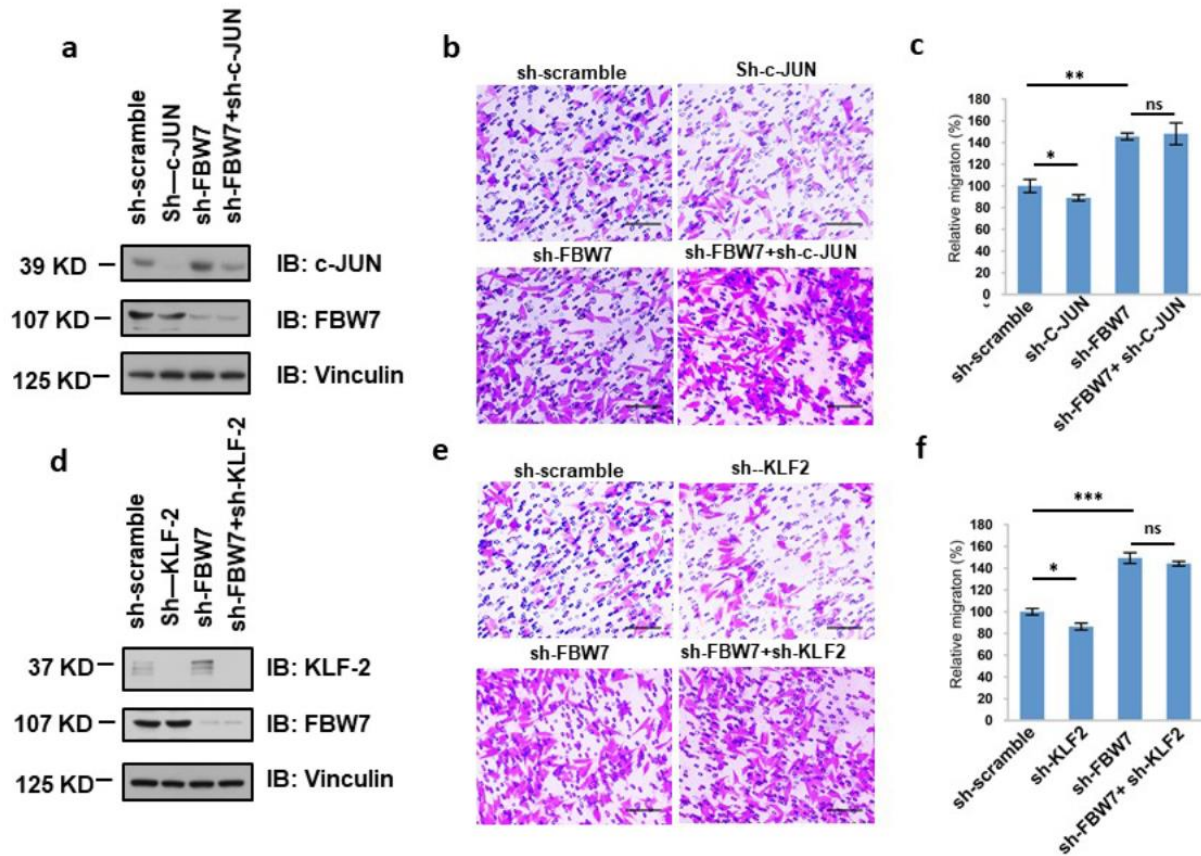 a
sh-scramble
Sh—c-JUN
sh-FBW7
sh-FBW7+sh-c-JUN
39 KD
IB: c-JUN
107 KD
IB: FBW7
125 KD
IB: Vinculin
b
sh-scramble
Sh-c-JUN
sh-FBW7
sh-FBW7+sh-c-JUN
c
**
ns
*
Relative migraton (%)
180
160
140
120
100
80
60
40
20
0
sh-scramble
sh-C-JUN
sh-FBW7
sh-FBW7+ sh-C-JUN
d
sh-scramble
Sh—KLF-2
sh-FBW7
sh-FBW7+sh-KLF-2
37 KD
IB: KLF-2
107 KD
IB: FBW7
125 KD
IB: Vinculin
e
sh-scramble
sh--KLF2
sh-FBW7
sh-FBW7+sh-KLF2
f
***
ns
*
Relative migraton (%)
180
160
140
120
100
80
60
40
20
0
sh-scramble
sh-KLF2
sh-FBW7
sh-FBW7+ sh-KLF2